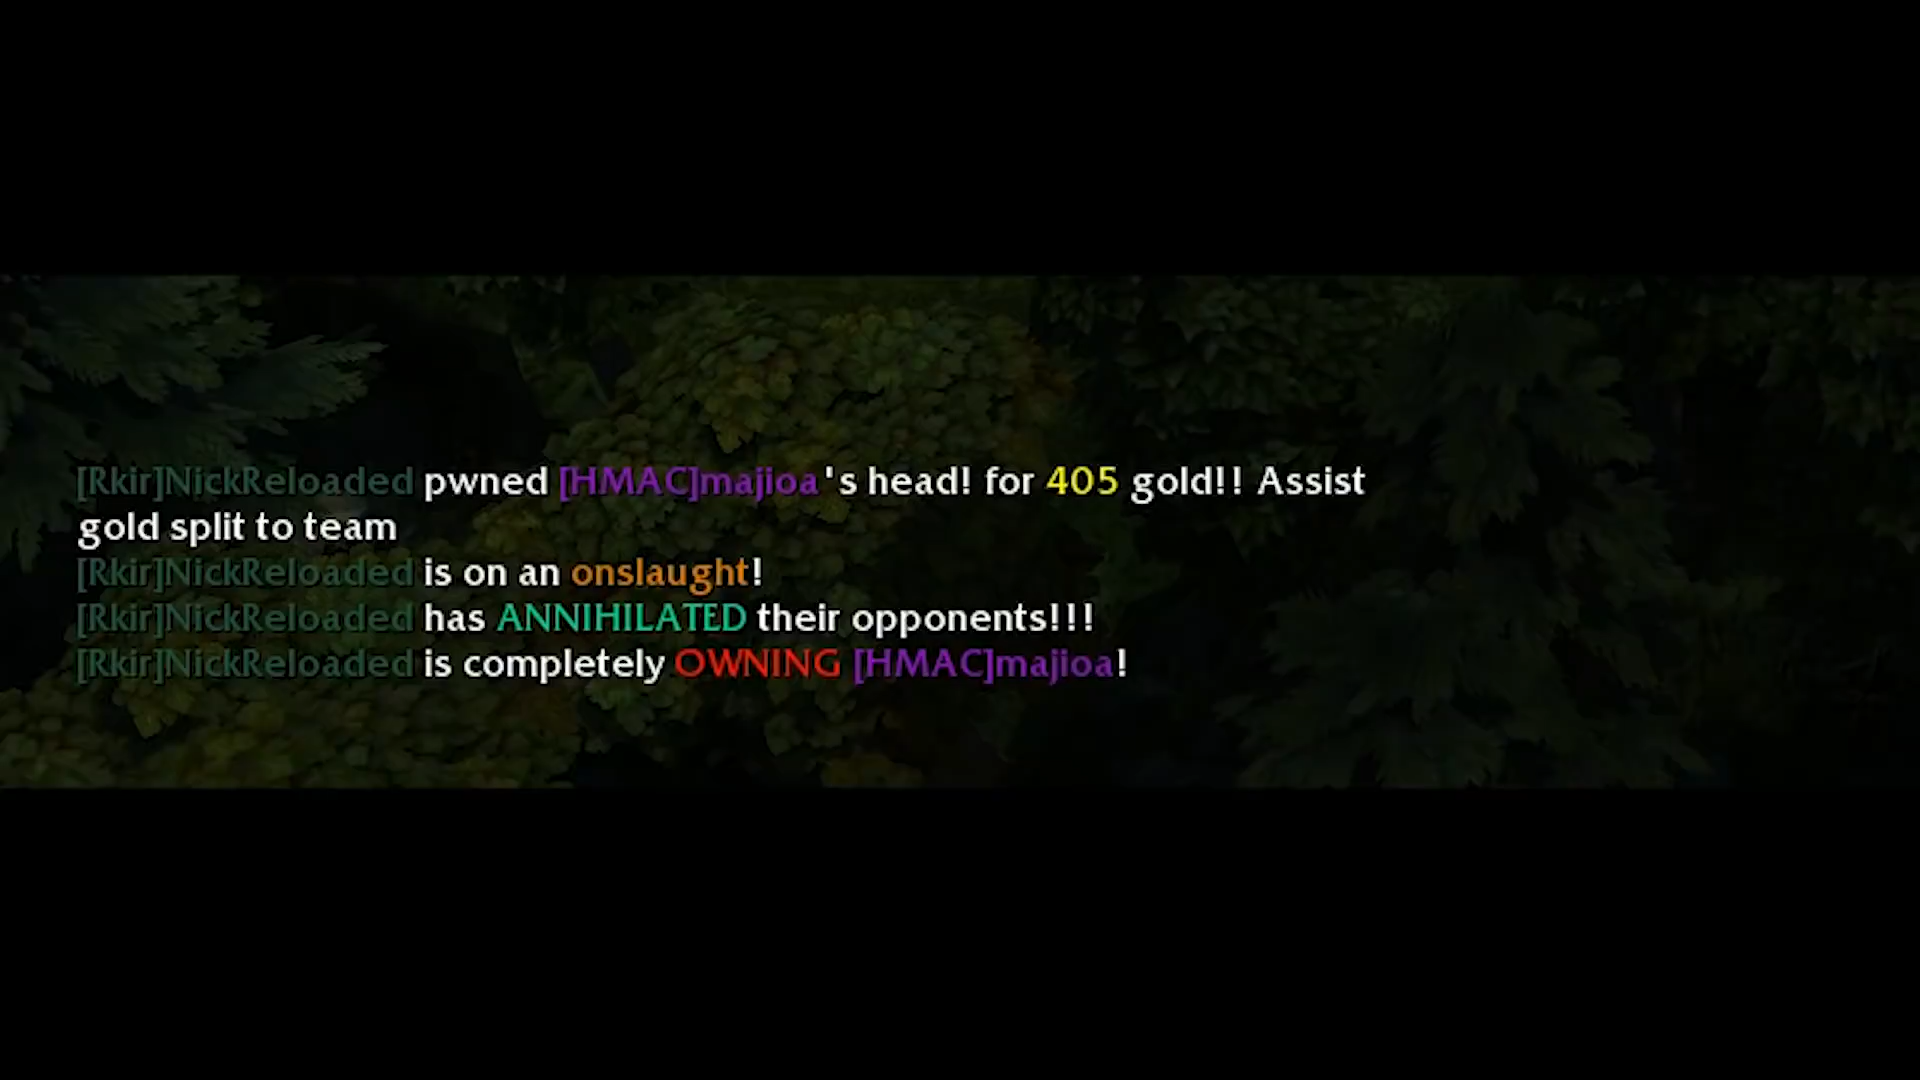 [Rkir]NickReloaded pwned [HMAC]majioa's head! for 405 gold!! Assist
gold split to team
[Rkir]NickReloaded is on an onslaught!
[Rkir]NickReloaded has ANNIHILATED their opponents!!!
[Rkir]NickReloaded is completely OWNING [HMAC]majioa!